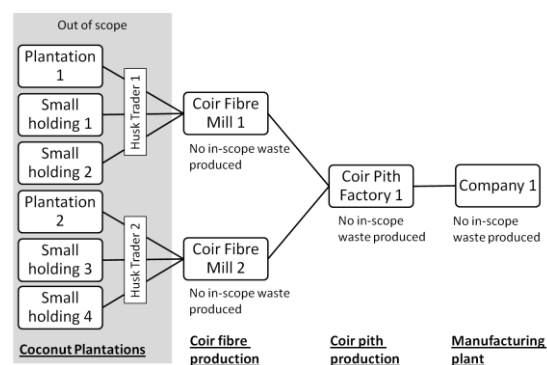 Out of scope
Plantation
1
Small
holding 1
Small
holding 2
Plantation
2
Small
holding 3
Small
holding 4
Husk Trader 1
Husk Trader 2
Coconut Plantations
Coir Fibre
Mill 1
No in-scope waste
produced
Coir Fibre
Mill 2
No in-scope waste
produced
Coir fibre
production
Coir Pith
Factory 1
No in-scope
waste produced
Coir pith
production
Company 1
No in-scope
waste produced
Manufacturing
plant